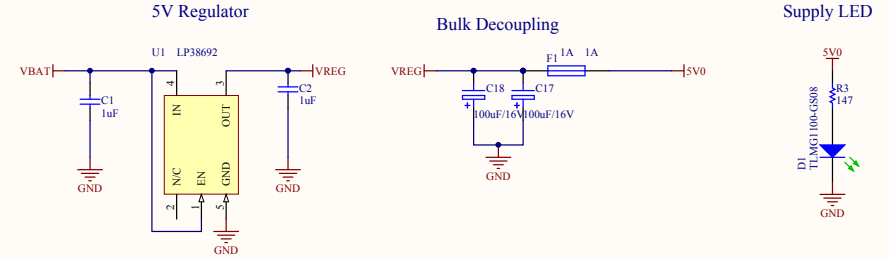 5V Regulator
Bulk Decoupling
Supply LED
U1 LP38692
VBAT
VREG
C1
1uF
C2
1uF
4
3
IN
OUT
N/C
EN
GND
2
1
5
GND
GND
GND
VREG
F1 1A 1A
5V0
C18
C17
100uF/16V
100uF/16V
+
+
GND
5V0
R3
147
D1
TLMG1100-GS08
GND